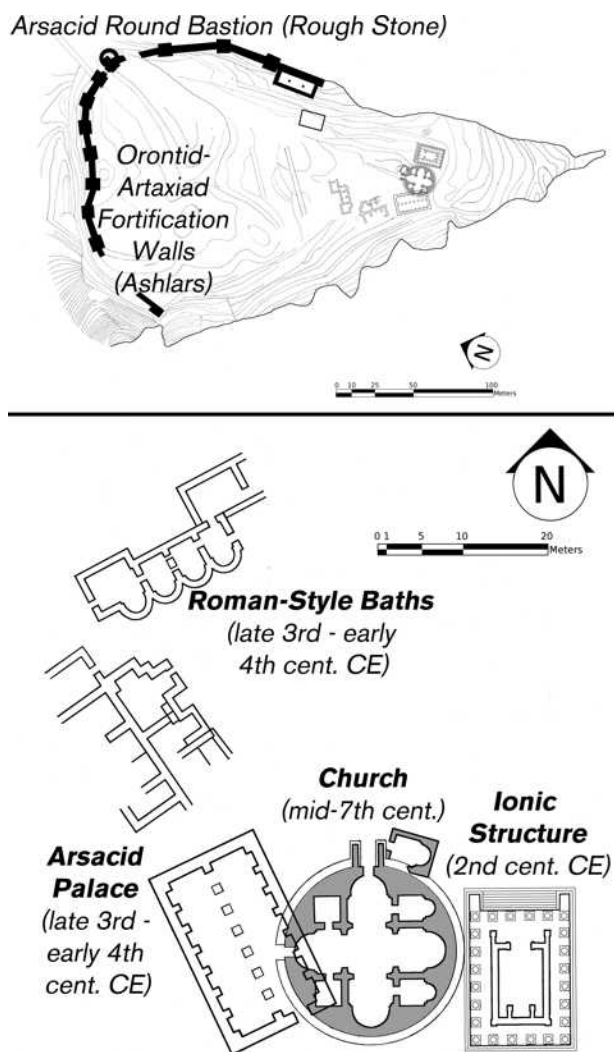 Arsacid Round Bastion (Rough Stone)
Orontid-
Artaxiad
Fortification
Walls
(Ashlars)
N
0 10 25 50 100
Meters
N
0 1 5 10 20
Meters
Roman-Style Baths
(late 3rd - early
4th cent. CE)
Church
(mid-7th cent.)
Ionic
Structure
(2nd cent. CE)
Arsacid
Palace
(late 3rd -
early 4th
cent. CE)